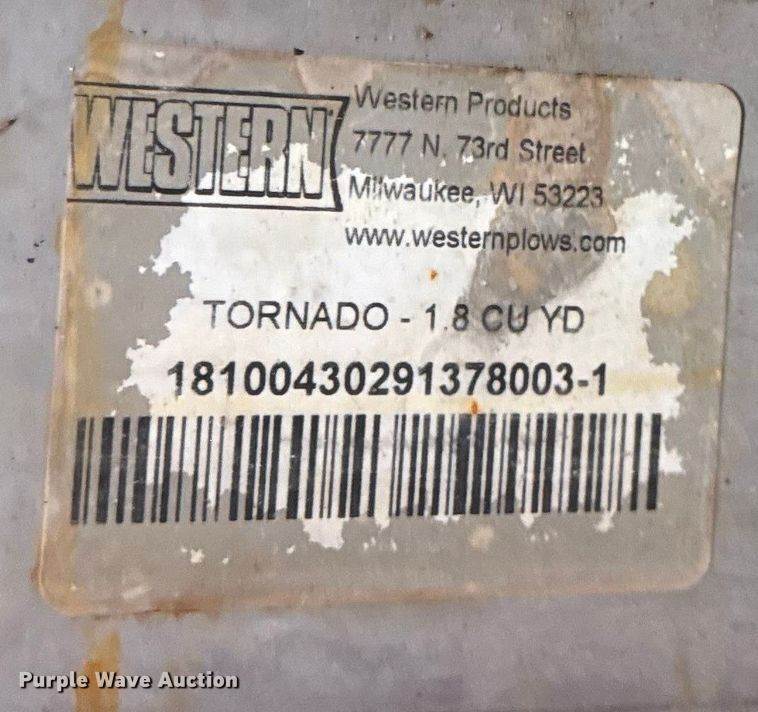 WESTERN
Western Products
7777 N. 73rd Street
Milwaukee, WI 53223
www.westernplows.com
TORNADO - 1.8 CU YD
18100430291378003-1
Purple Wave Auction